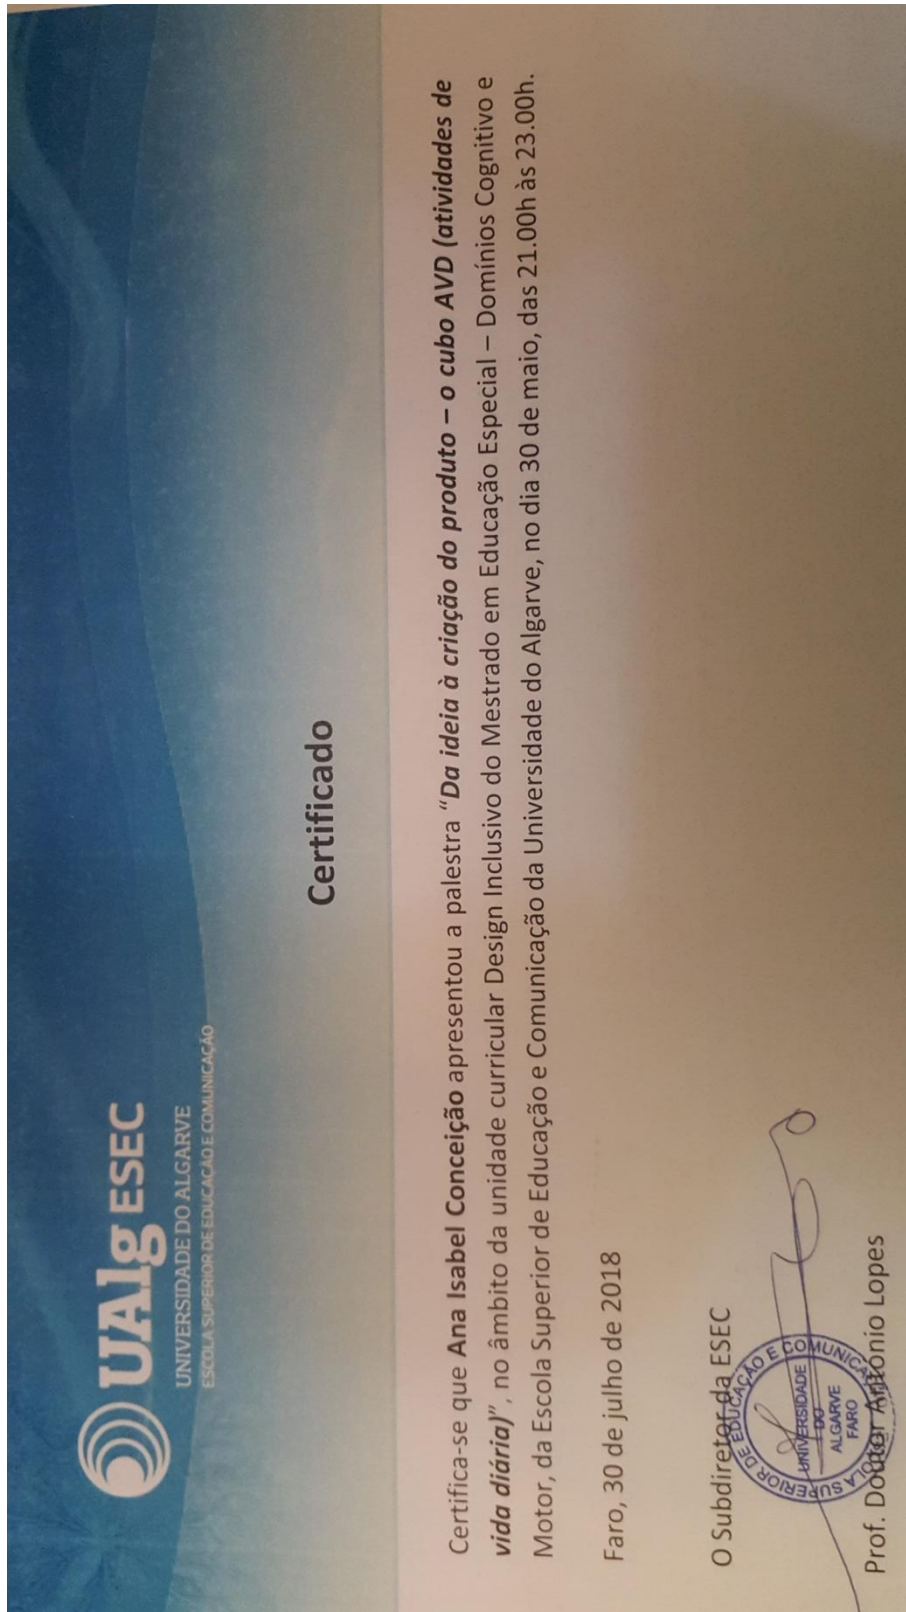 UAlg ESEC
UNIVERSIDADE DO ALGARVE
ESCOLA SUPERIOR DE EDUCAÇÃO E COMUNICAÇÃO
Certificado
Certifica-se que Ana Isabel Conceição apresentou a palestra “Da ideia à criação do produto – o cubo AVD (atividades de
vida diária)”, no âmbito da unidade curricular Design Inclusivo do Mestrado em Educação Especial – Domínios Cognitivo e
Motor, da Escola Superior de Educação e Comunicação da Universidade do Algarve, no dia 30 de maio, das 21.00h às 23.00h.
Faro, 30 de julho de 2018
O Subdiretor da ESEC
ESCOLA SUPERIOR DE EDUCAÇÃO E COMUNICAÇÃO
UNIVERSIDADE
DO
ALGARVE
FARO
Prof. Doutor António Lopes